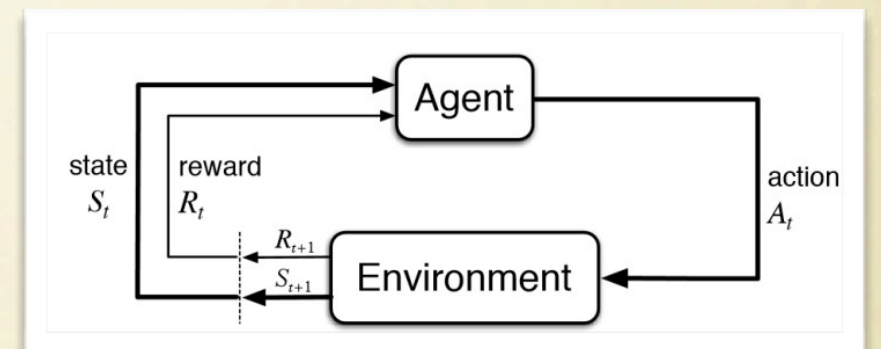 Agent
state
S_t
reward
R_t
action
A_t
R_{t+1}
S_{t+1}
Environment